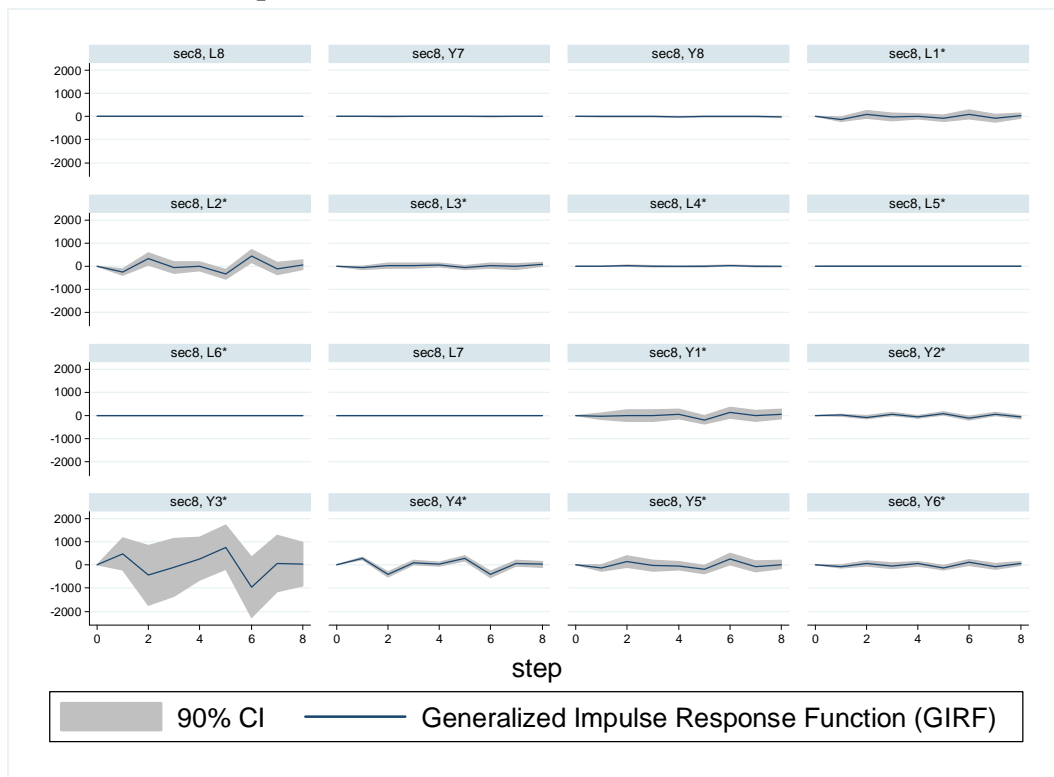 sec8, L8 sec8, Y7 sec8, Y8 sec8, L1*
2000
1000
0
-1000
-2000
sec8, L2* sec8, L3* sec8, L4* sec8, L5*
2000
1000
0
-1000
-2000
sec8, L6* sec8, L7 sec8, Y1* sec8, Y2*
2000
1000
0
-1000
-2000
sec8, Y3* sec8, Y4* sec8, Y5* sec8, Y6*
2000
1000
0
-1000
-2000
0 2 4 6 8 0 2 4 6 8 0 2 4 6 8 0 2 4 6 8
step
90% CI Generalized Impulse Response Function (GIRF)